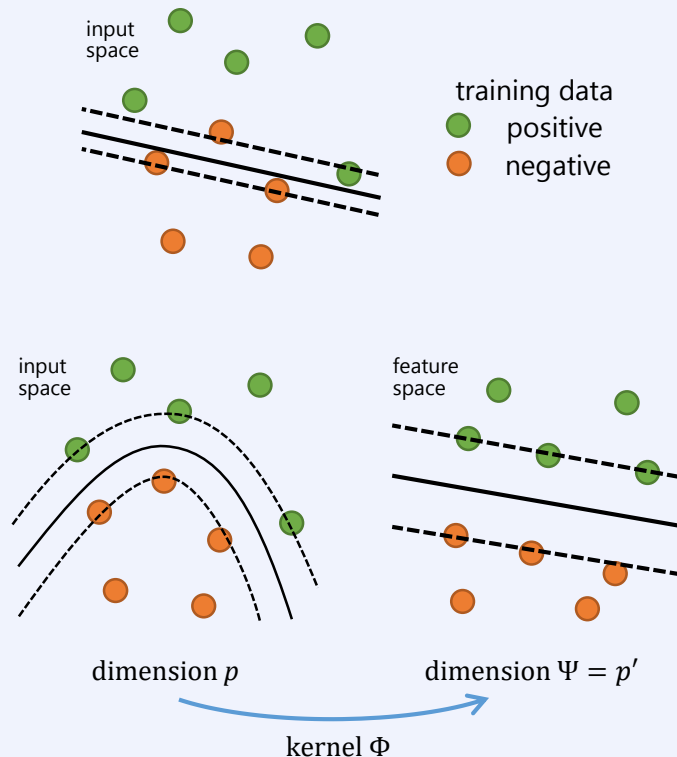 input
space
training data
positive
negative
input
space
feature
space
dimension p
dimension Ψ = p′
kernel Φ